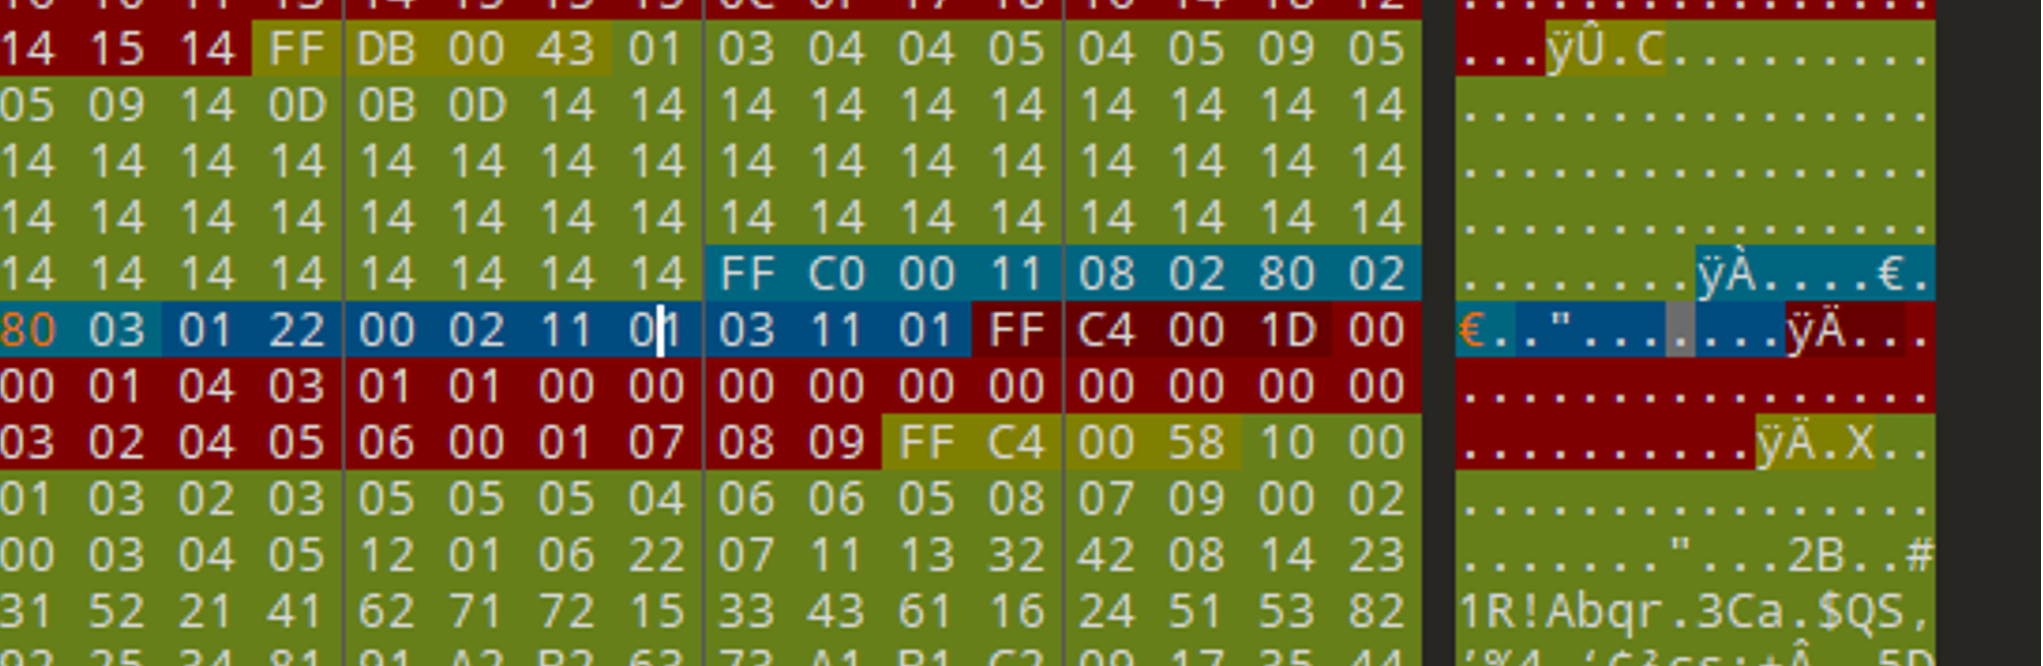 14 15 14 FF DB 00 43 01 03 04 04 05 04 05 09 05 ...ÿÛ.C.........
05 09 14 0D 0B 0D 14 14 14 14 14 14 14 14 14 14 ................
14 14 14 14 14 14 14 14 14 14 14 14 14 14 14 14 ................
14 14 14 14 14 14 14 14 14 14 14 14 14 14 14 14 ................
14 14 14 14 14 14 14 14 FF C0 00 11 08 02 80 02 ........ÿÀ....€.
80 03 01 22 00 02 11 01 03 11 01 FF C4 00 1D 00 €..".......ÿÄ...
00 01 04 03 01 01 00 00 00 00 00 00 00 00 00 00 ................
03 02 04 05 06 00 01 07 08 09 FF C4 00 58 10 00 ..........ÿÄ.X..
01 03 02 03 05 05 05 04 06 06 05 08 07 09 00 02 ................
00 03 04 05 12 01 06 22 07 11 13 32 42 08 14 23 ......."...2B..#
31 52 21 41 62 71 72 15 33 43 61 16 24 51 53 82 1R!Abqr.3Ca.$QS‚